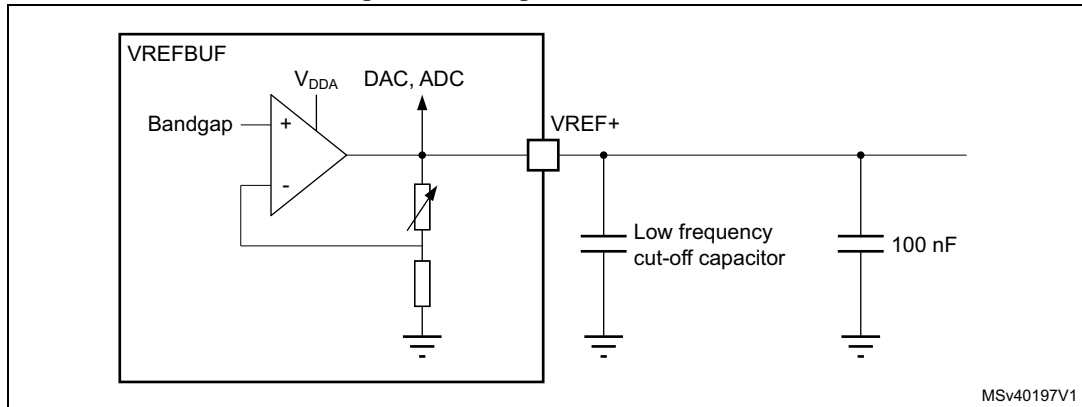 VREFBUF
VDDA
DAC, ADC
Bandgap
+
-
VREF+
Low frequency
cut-off capacitor
100 nF
MSv40197V1